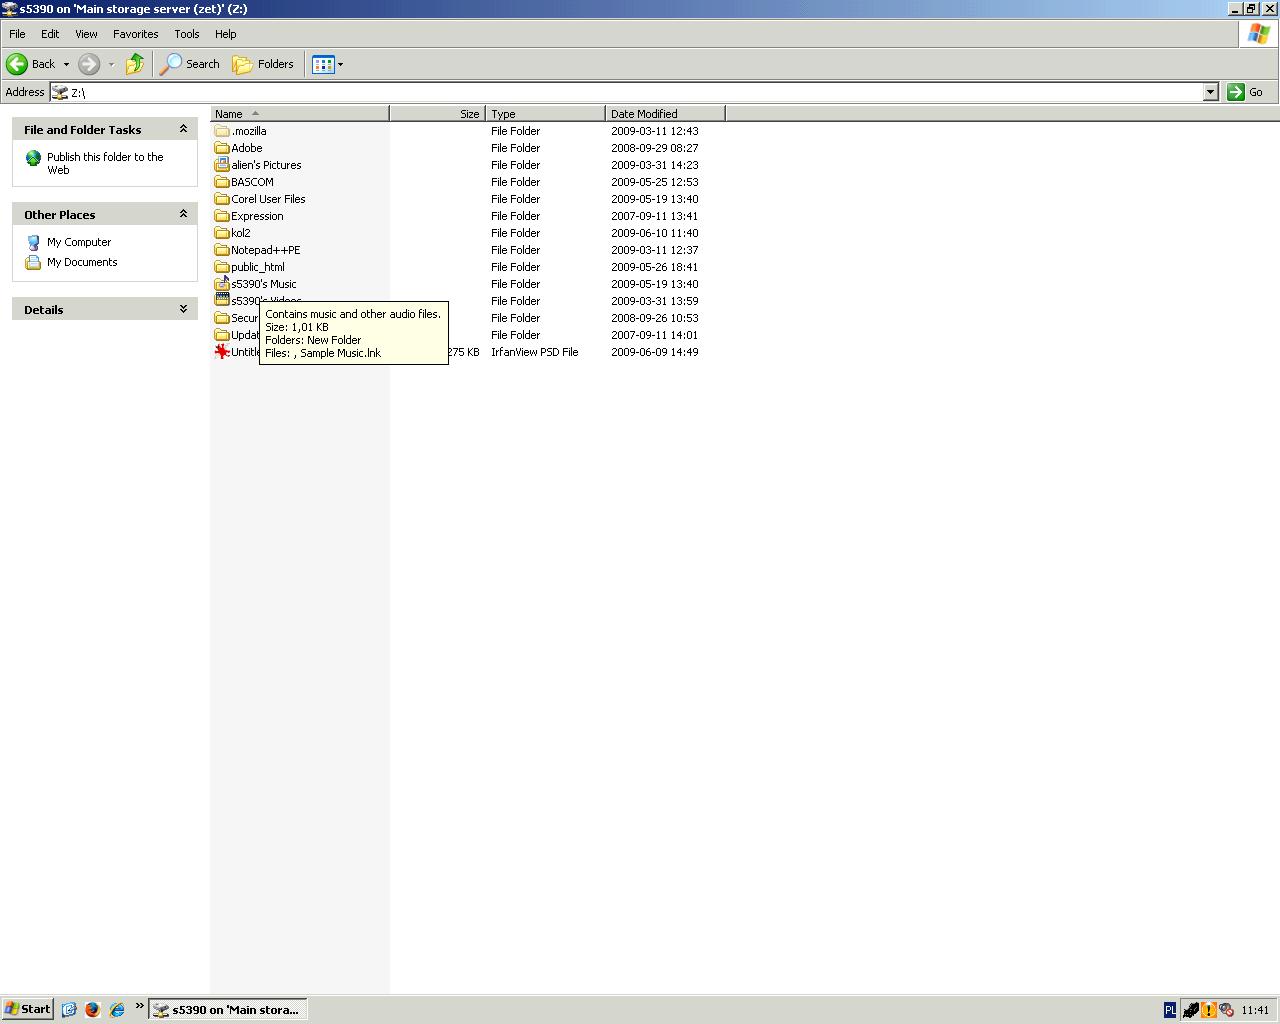 s5390 on 'Main storage server (zet)' (Z:)
File Edit View Favorites Tools Help
Back Search Folders
Address Z:\ Go
File and Folder Tasks
Publish this folder to the
Web
Other Places
My Computer
My Documents
Details
Name Size Type Date Modified
.mozilla File Folder 2009-03-11 12:43
Adobe File Folder 2008-09-29 08:27
alien's Pictures File Folder 2009-03-31 14:23
BASCOM File Folder 2009-05-25 12:53
Corel User Files File Folder 2009-05-19 13:40
Expression File Folder 2007-09-11 13:41
kol2 File Folder 2009-06-10 11:40
Notepad++PE File Folder 2009-03-11 12:37
public_html File Folder 2009-05-26 18:41
s5390's Music File Folder 2009-05-19 13:40
s5390's Videos File Folder 2009-03-31 13:59
Secur File Folder 2008-09-26 10:53
Updat File Folder 2007-09-11 14:01
Untitle 275 KB IrfanView PSD File 2009-06-09 14:49
Contains music and other audio files.
Size: 1,01 KB
Folders: New Folder
Files: , Sample Music.lnk
Start » s5390 on 'Main stora... PL 11:41